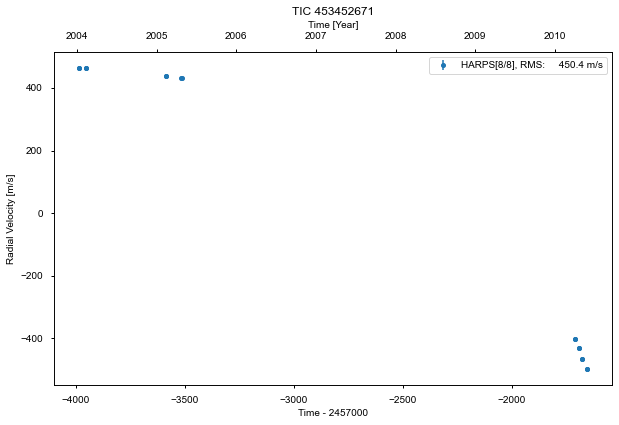 TIC 453452671
Time [Year]
2004 2005 2006 2007 2008 2009 2010
HARPS[8/8], RMS: 450.4 m/s
Radial Velocity [m/s]
400
200
0
−200
−400
−4000 −3500 −3000 −2500 −2000
Time - 2457000